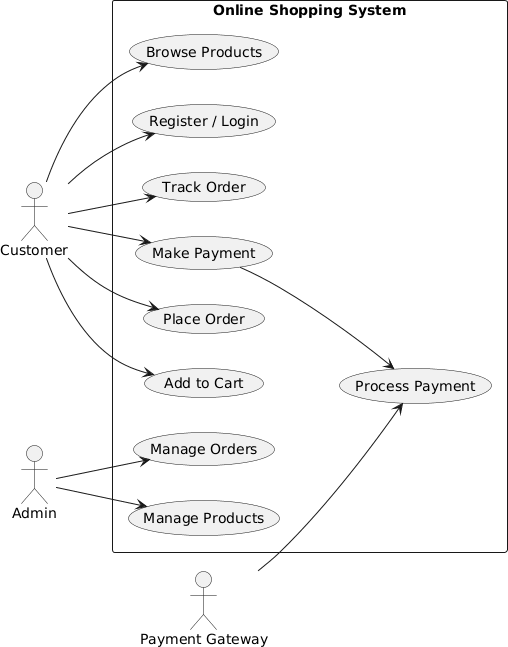 Online Shopping System
Browse Products
Register / Login
Track Order
Customer
Make Payment
Place Order
Add to Cart
Process Payment
Manage Orders
Admin
Manage Products
Payment Gateway